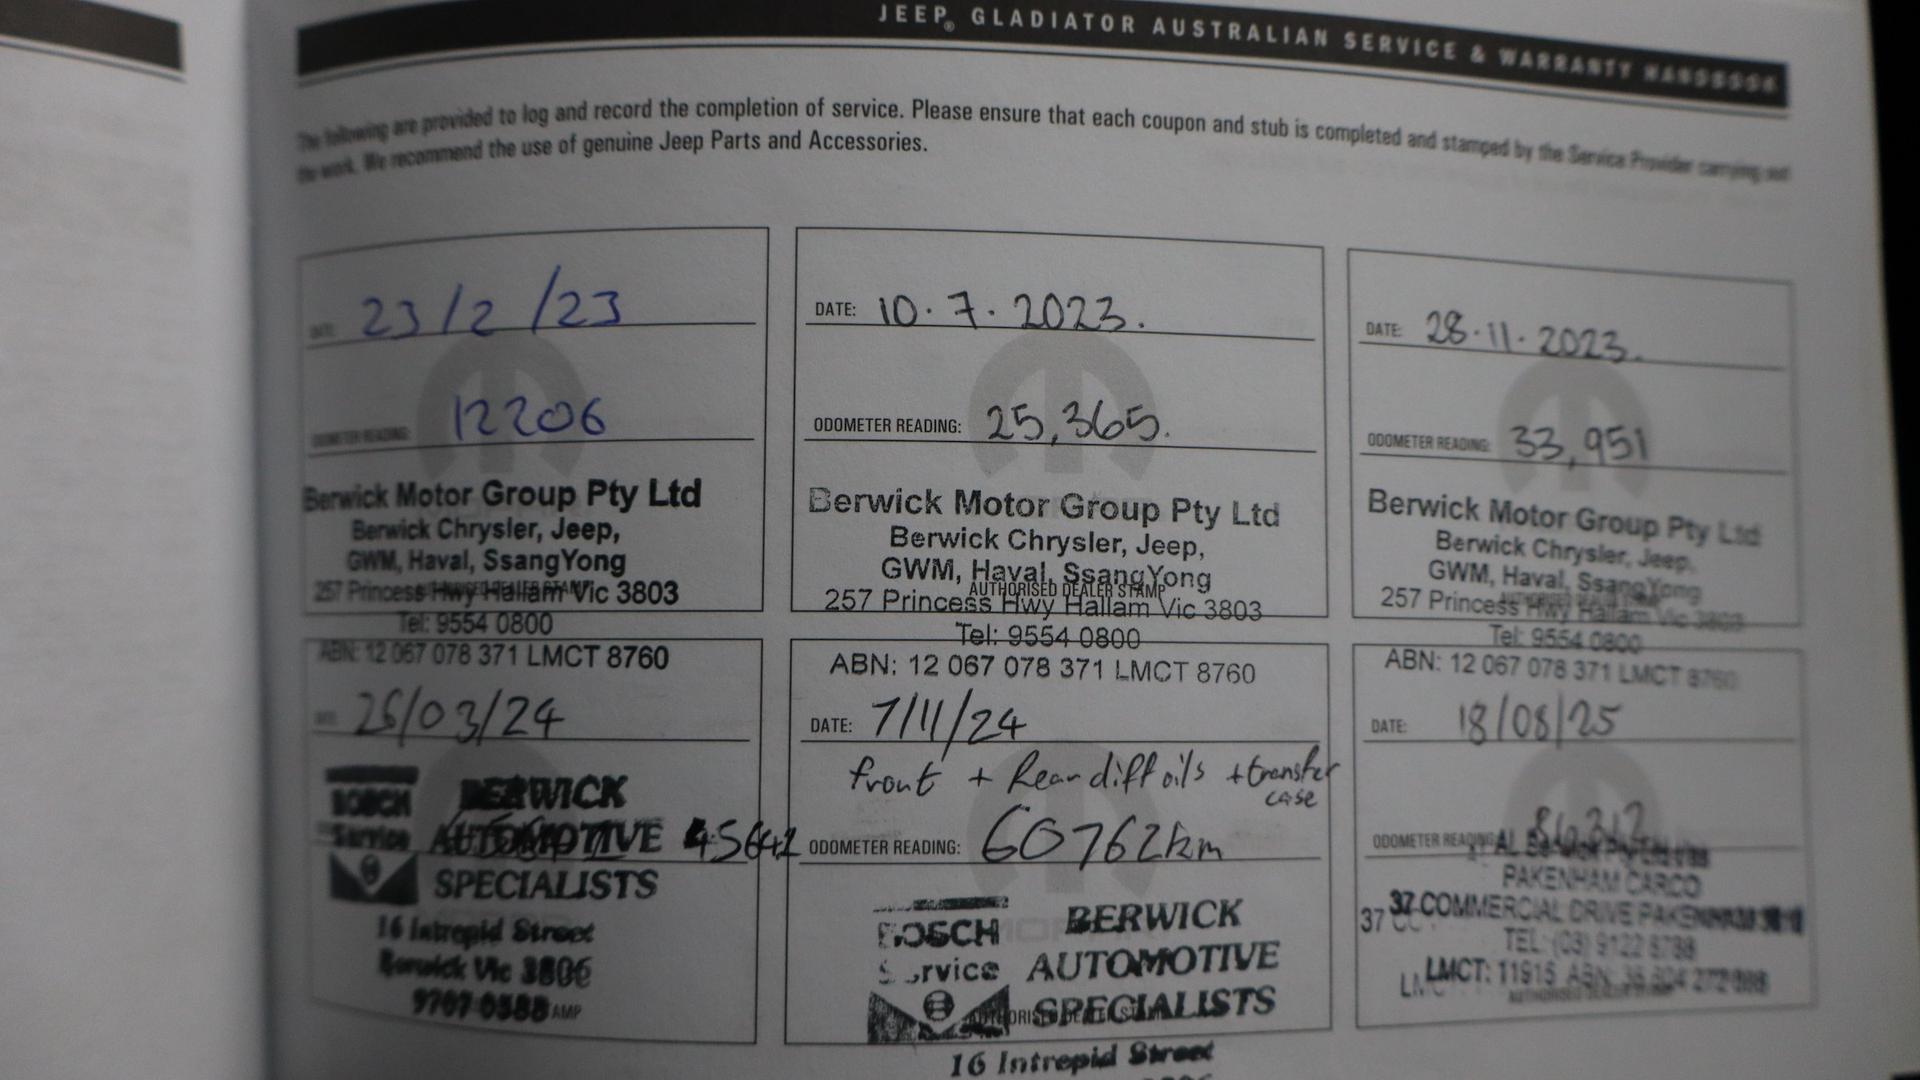 JEEP® GLADIATOR AUSTRALIAN SERVICE & WARRANTY HANDBOOK
The following are provided to log and record the completion of service. Please ensure that each coupon and stub is completed and stamped by the Service Provider carrying out
the work. We recommend the use of genuine Jeep Parts and Accessories.
DATE: 23/2/23
ODOMETER READING: 12206
Berwick Motor Group Pty Ltd
Berwick Chrysler, Jeep,
GWM, Haval, SsangYong
257 Princess Hwy Hallam Vic 3803
Tel: 9554 0800
ABN: 12 067 078 371 LMCT 8760
DATE: 10.7.2023.
ODOMETER READING: 25,365.
Berwick Motor Group Pty Ltd
Berwick Chrysler, Jeep,
GWM, Haval, SsangYong
AUTHORISED DEALER STAMP
257 Princess Hwy Hallam Vic 3803
Tel: 9554 0800
ABN: 12 067 078 371 LMCT 8760
DATE: 28.11.2023.
ODOMETER READING: 33,951
Berwick Motor Group Pty Ltd
Berwick Chrysler, Jeep,
GWM, Haval, SsangYong
257 Princess Hwy Hallam Vic 3803
Tel: 9554 0800
ABN: 12 067 078 371 LMCT 8760
DATE: 26/03/24
BOSCH
Service
BERWICK
AUTOMOTIVE 45642
SPECIALISTS
16 Intrepid Street
Berwick Vic 3806
9707 0588
DATE: 7/11/24
front + Rear diff oils + transfer
case
ODOMETER READING: 60762km
BOSCH
Service
BERWICK
AUTOMOTIVE
SPECIALISTS
16 Intrepid Street
DATE: 18/08/25
ODOMETER READING: 86312
PAKENHAM CARCO
37 COMMERCIAL DRIVE PAKENHAM
TEL: (03) 9122 8788
LMCT: 11915 ABN: